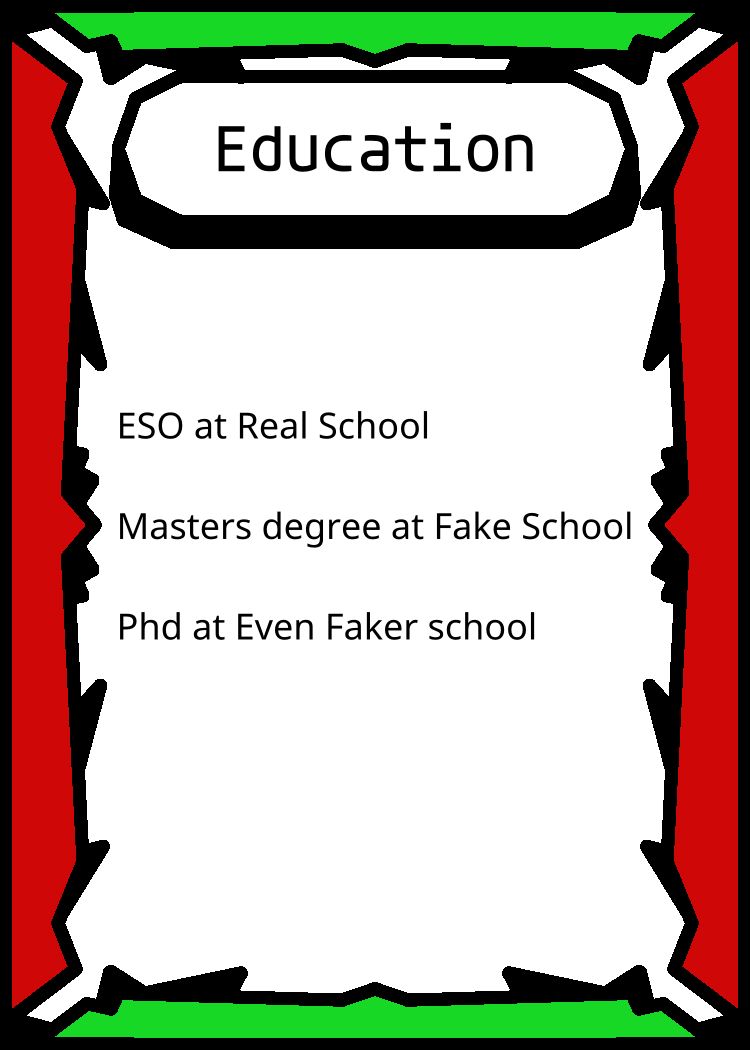 Education
ESO at Real School
Masters degree at Fake School
Phd at Even Faker school